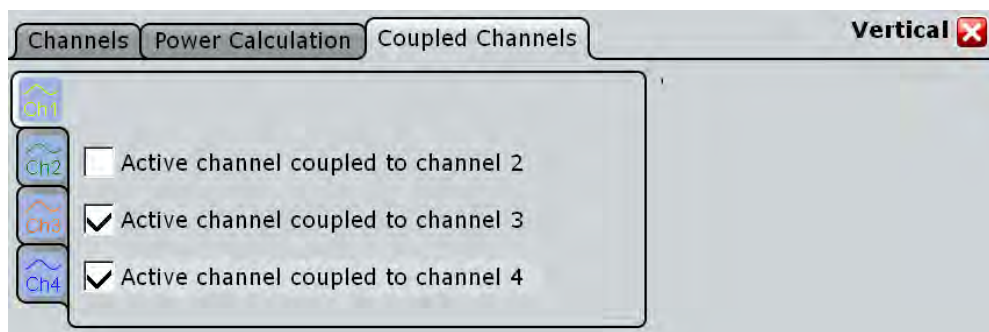 Channels Power Calculation Coupled Channels Vertical
Ch1
Ch2 Active channel coupled to channel 2
Ch3 Active channel coupled to channel 3
Ch4 Active channel coupled to channel 4